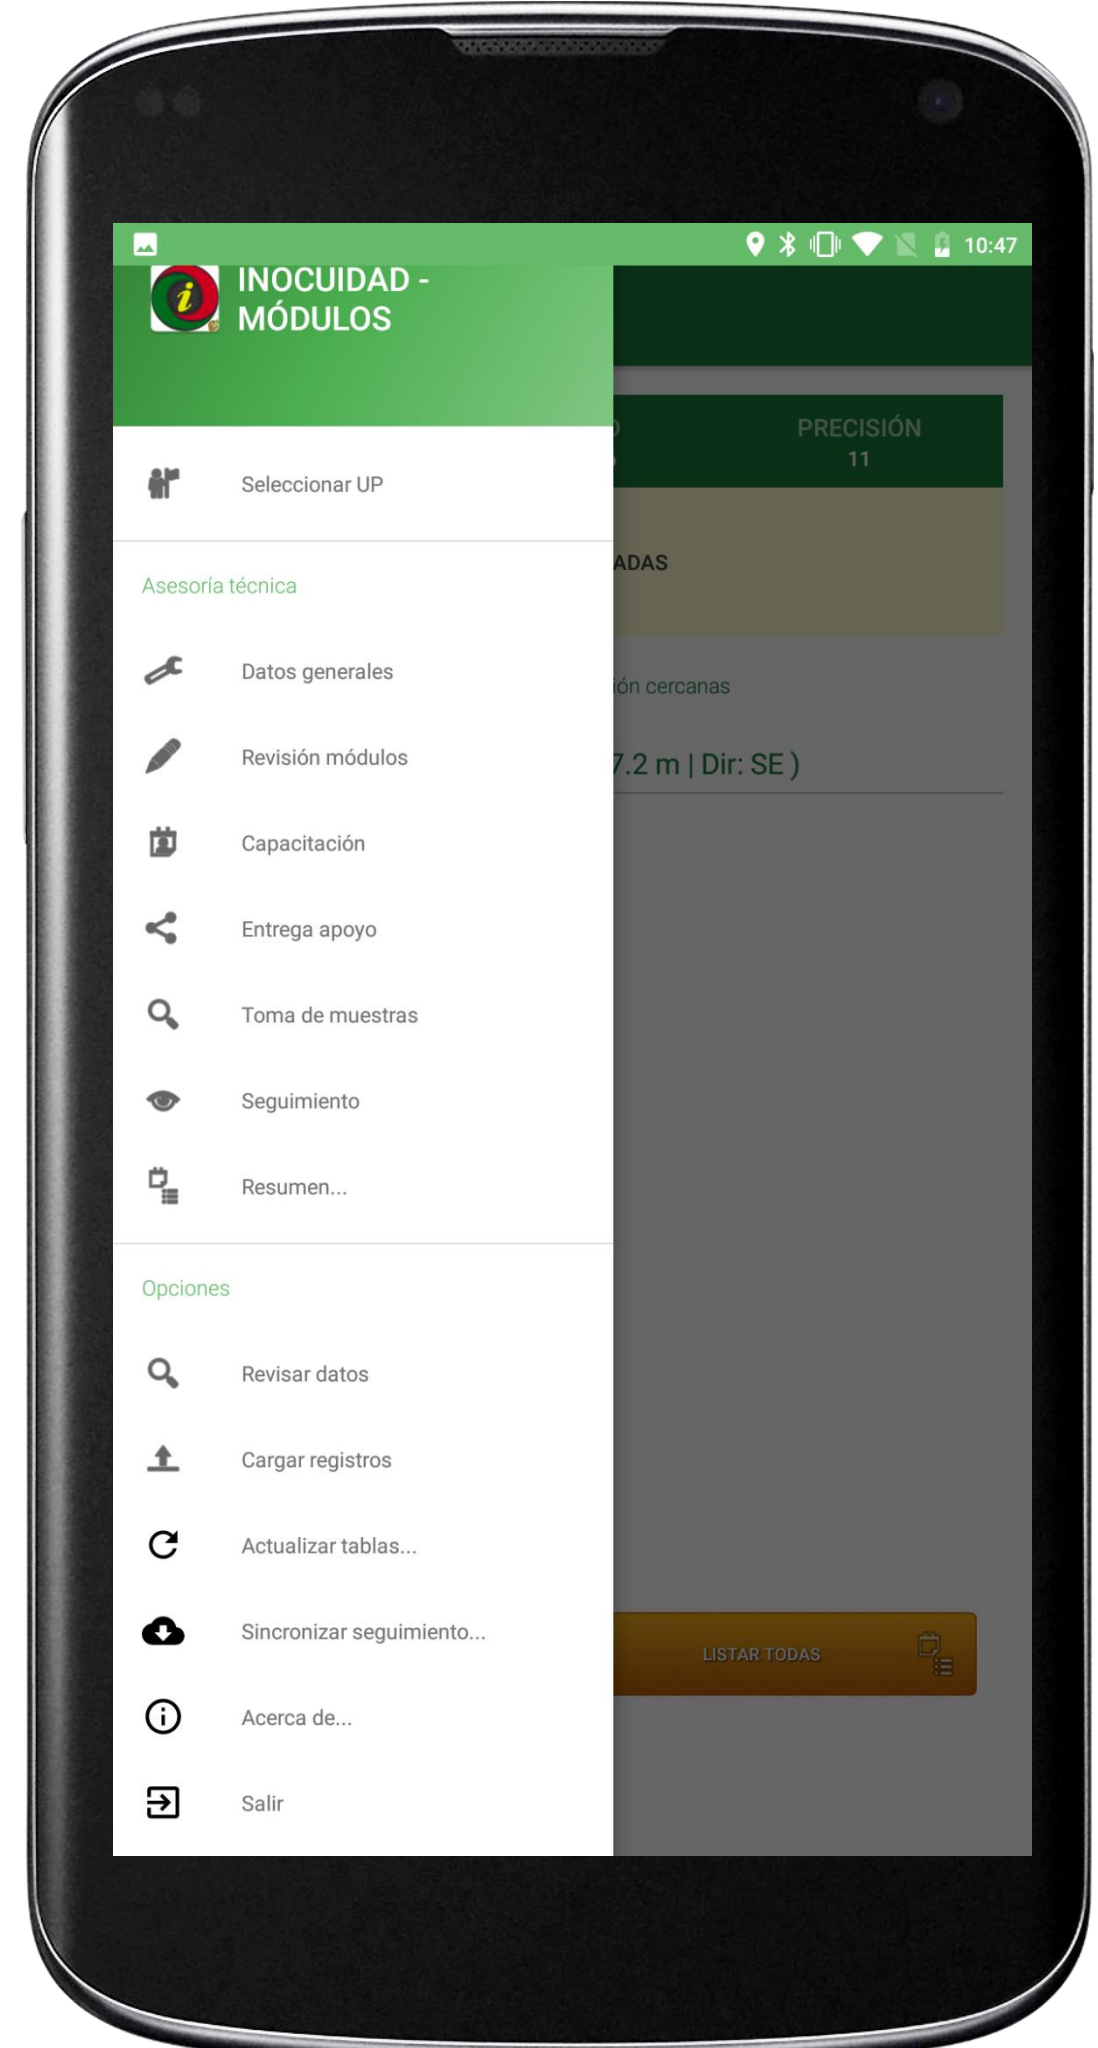 10:47
INOCUIDAD -
MÓDULOS
PRECISIÓN
11
Seleccionar UP
ADAS
Asesoría técnica
Datos generales
ión cercanas
Revisión módulos
7.2 m | Dir: SE )
Capacitación
Entrega apoyo
Toma de muestras
Seguimiento
Resumen...
Opciones
Revisar datos
Cargar registros
Actualizar tablas...
Sincronizar seguimiento...
LISTAR TODAS
Acerca de...
Salir